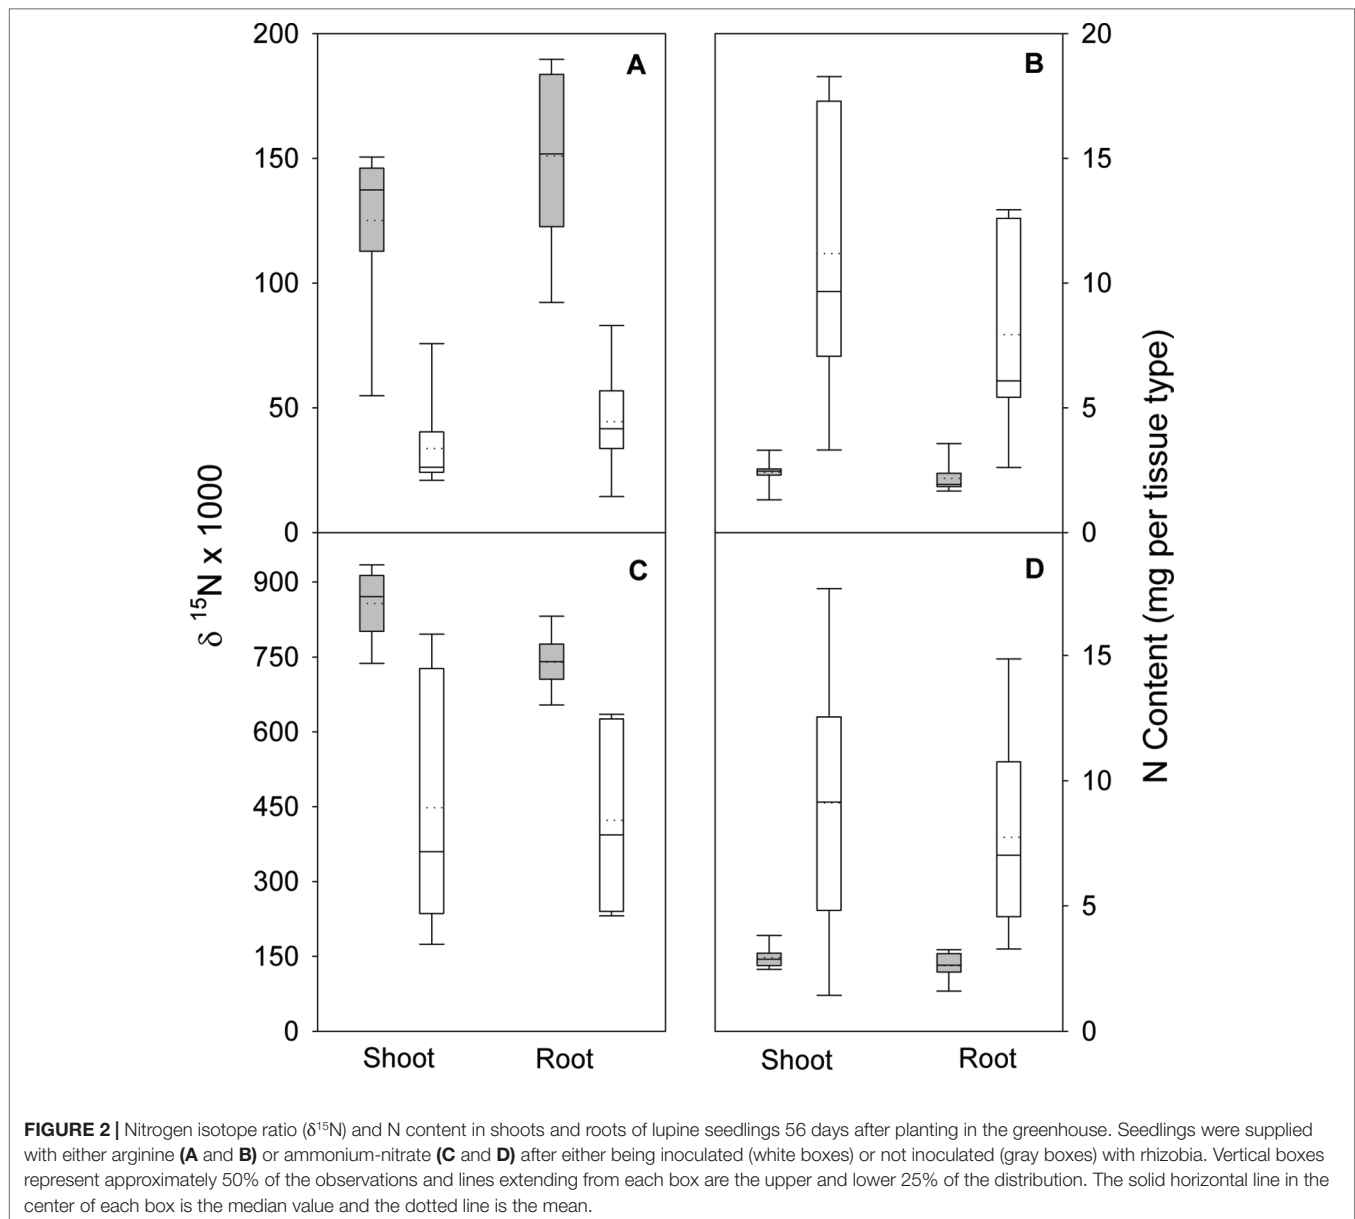 200
150
100
50
0
A
B
20
15
10
5
0
δ ¹⁵N x 1000
N Content (mg per tissue type)
900
750
600
450
300
150
0
C
D
15
10
5
0
Shoot
Root
Shoot
Root
FIGURE 2 | Nitrogen isotope ratio (δ¹⁵N) and N content in shoots and roots of lupine seedlings 56 days after planting in the greenhouse. Seedlings were supplied
with either arginine (A and B) or ammonium-nitrate (C and D) after either being inoculated (white boxes) or not inoculated (gray boxes) with rhizobia. Vertical boxes
represent approximately 50% of the observations and lines extending from each box are the upper and lower 25% of the distribution. The solid horizontal line in the
center of each box is the median value and the dotted line is the mean.